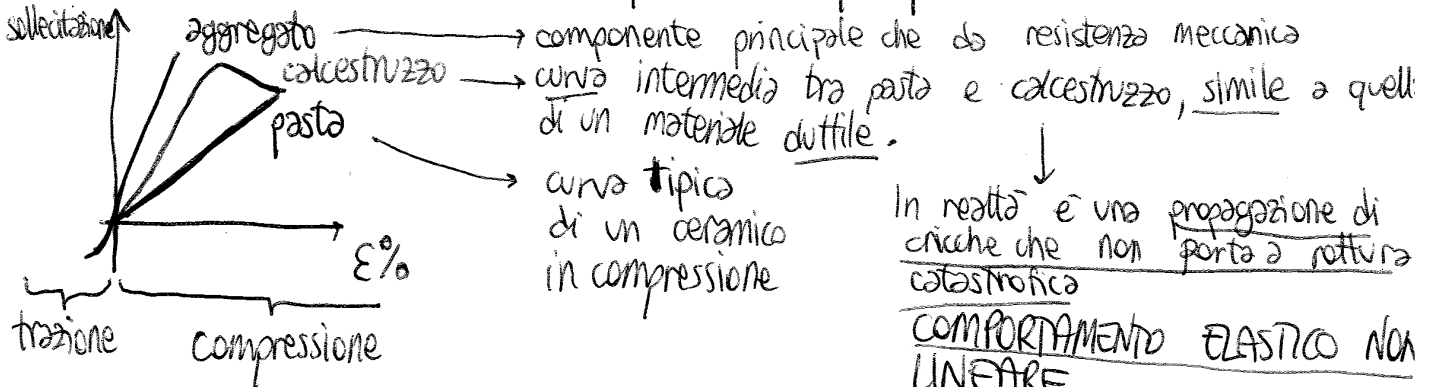 sollecitazione
aggregato → componente principale che da resistenza meccanica
calcestruzzo → curva intermedia tra pasta e calcestruzzo, simile a quell
di un materiale duttile.
pasta → curva tipica
di un ceramico
in compressione
In realtà è una propagazione di
cricche che non porta a rottura
catastrofica
COMPORTAMENTO ELASTICO NON
LINEARE
ε%
trazione
compressione